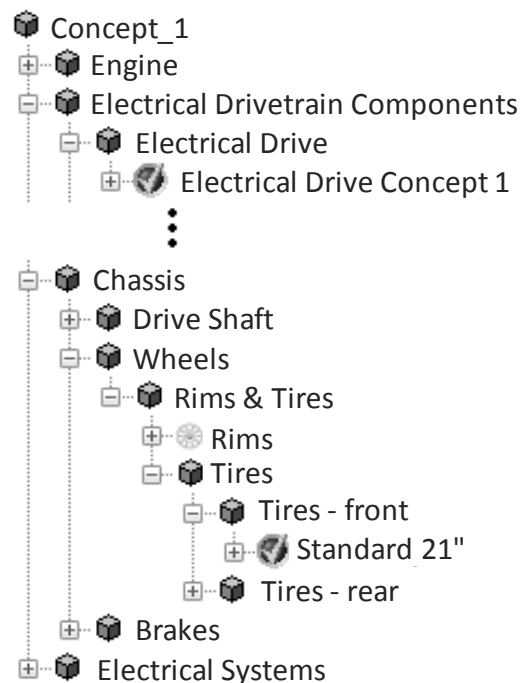 Concept_1
Engine
Electrical Drivetrain Components
Electrical Drive
Electrical Drive Concept 1
Chassis
Drive Shaft
Wheels
Rims & Tires
Rims
Tires
Tires - front
Standard 21"
Tires - rear
Brakes
Electrical Systems